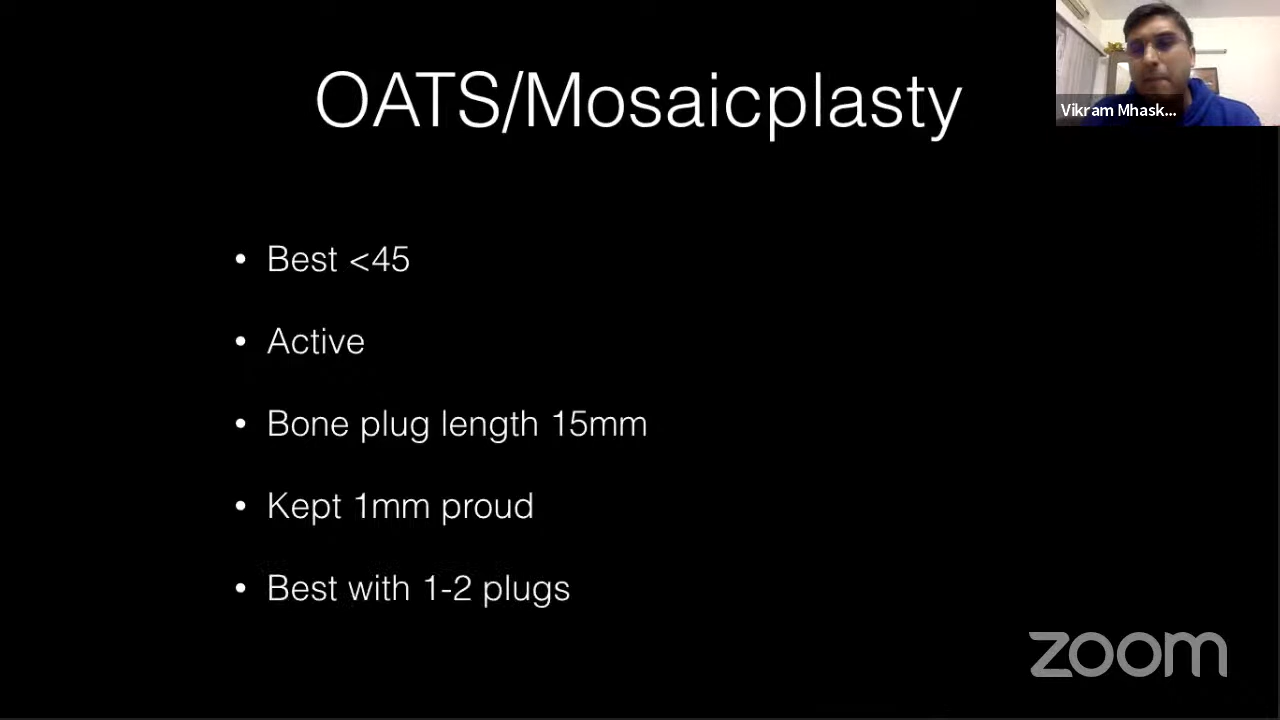 OATS/Mosaicplasty
Vikram Mhask...
• Best <45
• Active
• Bone plug length 15mm
• Kept 1mm proud
• Best with 1-2 plugs
zoom